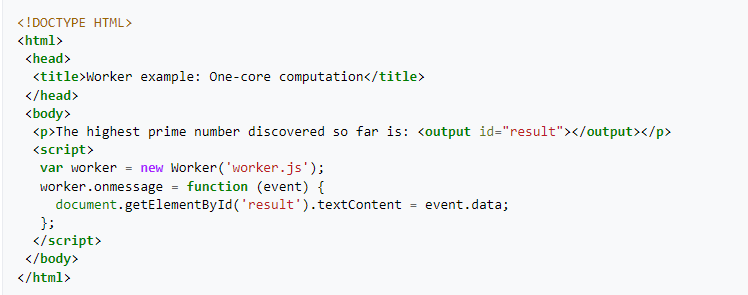 <!DOCTYPE HTML>
<html>
 <head>
  <title>Worker example: One-core computation</title>
 </head>
 <body>
  <p>The highest prime number discovered so far is: <output id="result"></output></p>
  <script>
   var worker = new Worker('worker.js');
   worker.onmessage = function (event) {
     document.getElementById('result').textContent = event.data;
   };
  </script>
 </body>
</html>